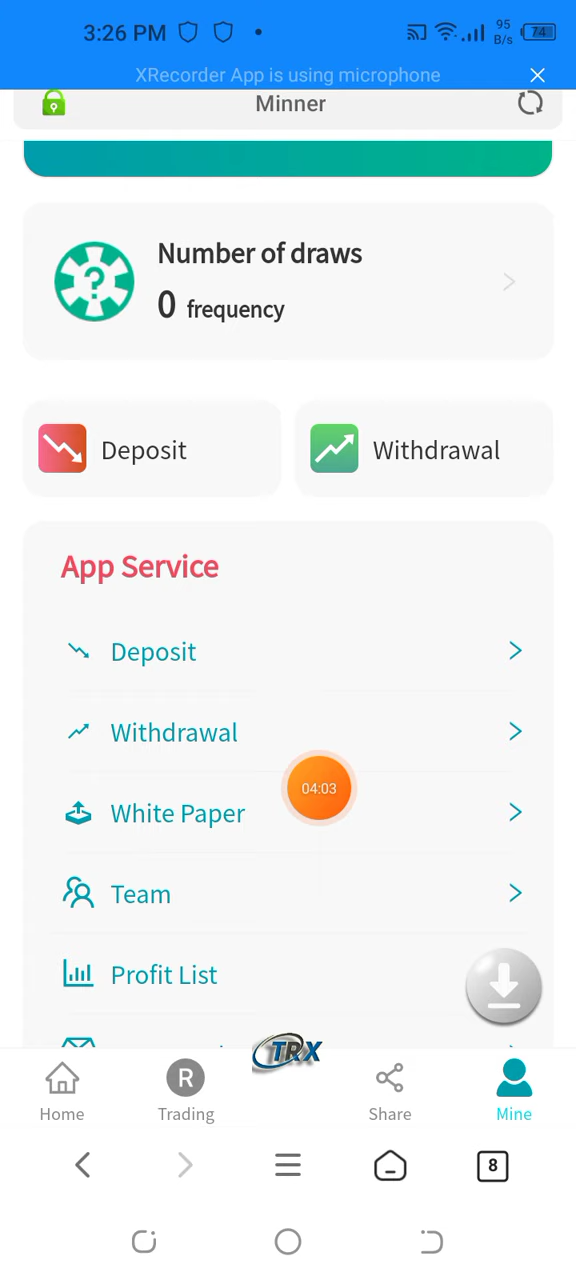 3:26 PM
95
B/s
74
XRecorder App is using microphone
Minner
Number of draws
0 frequency
Deposit
Withdrawal
App Service
Deposit
Withdrawal
04:03
White Paper
Team
Profit List
TRX
R
Home
Trading
Share
Mine
8